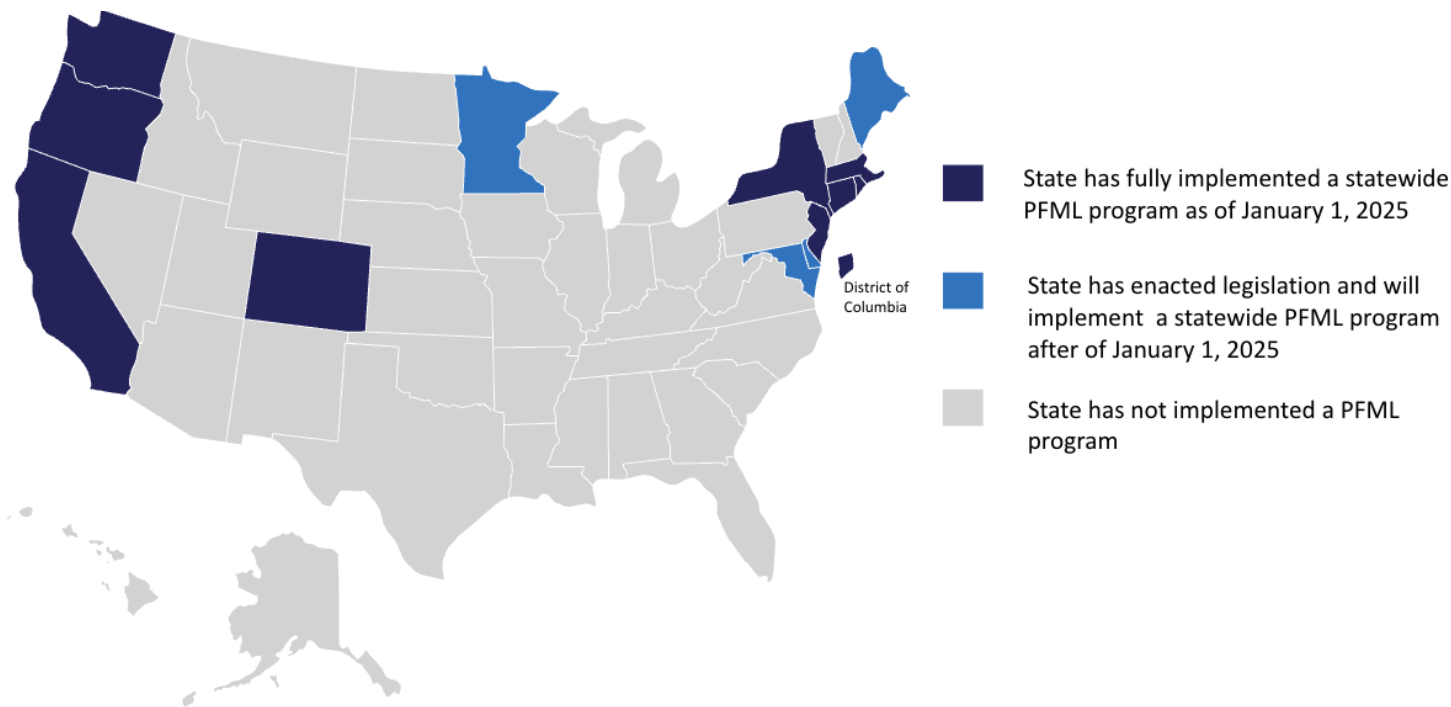 State has fully implemented a statewide
PFML program as of January 1, 2025
District of
Columbia
State has enacted legislation and will
implement a statewide PFML program
after of January 1, 2025
State has not implemented a PFML
program